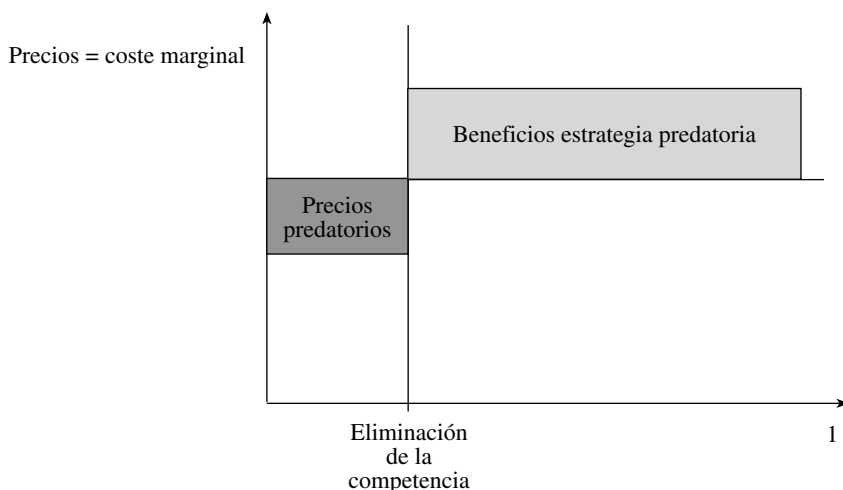 Precios = coste marginal
Beneficios estrategia predatoria
Precios
predatorios
Eliminación
de la
competencia
1